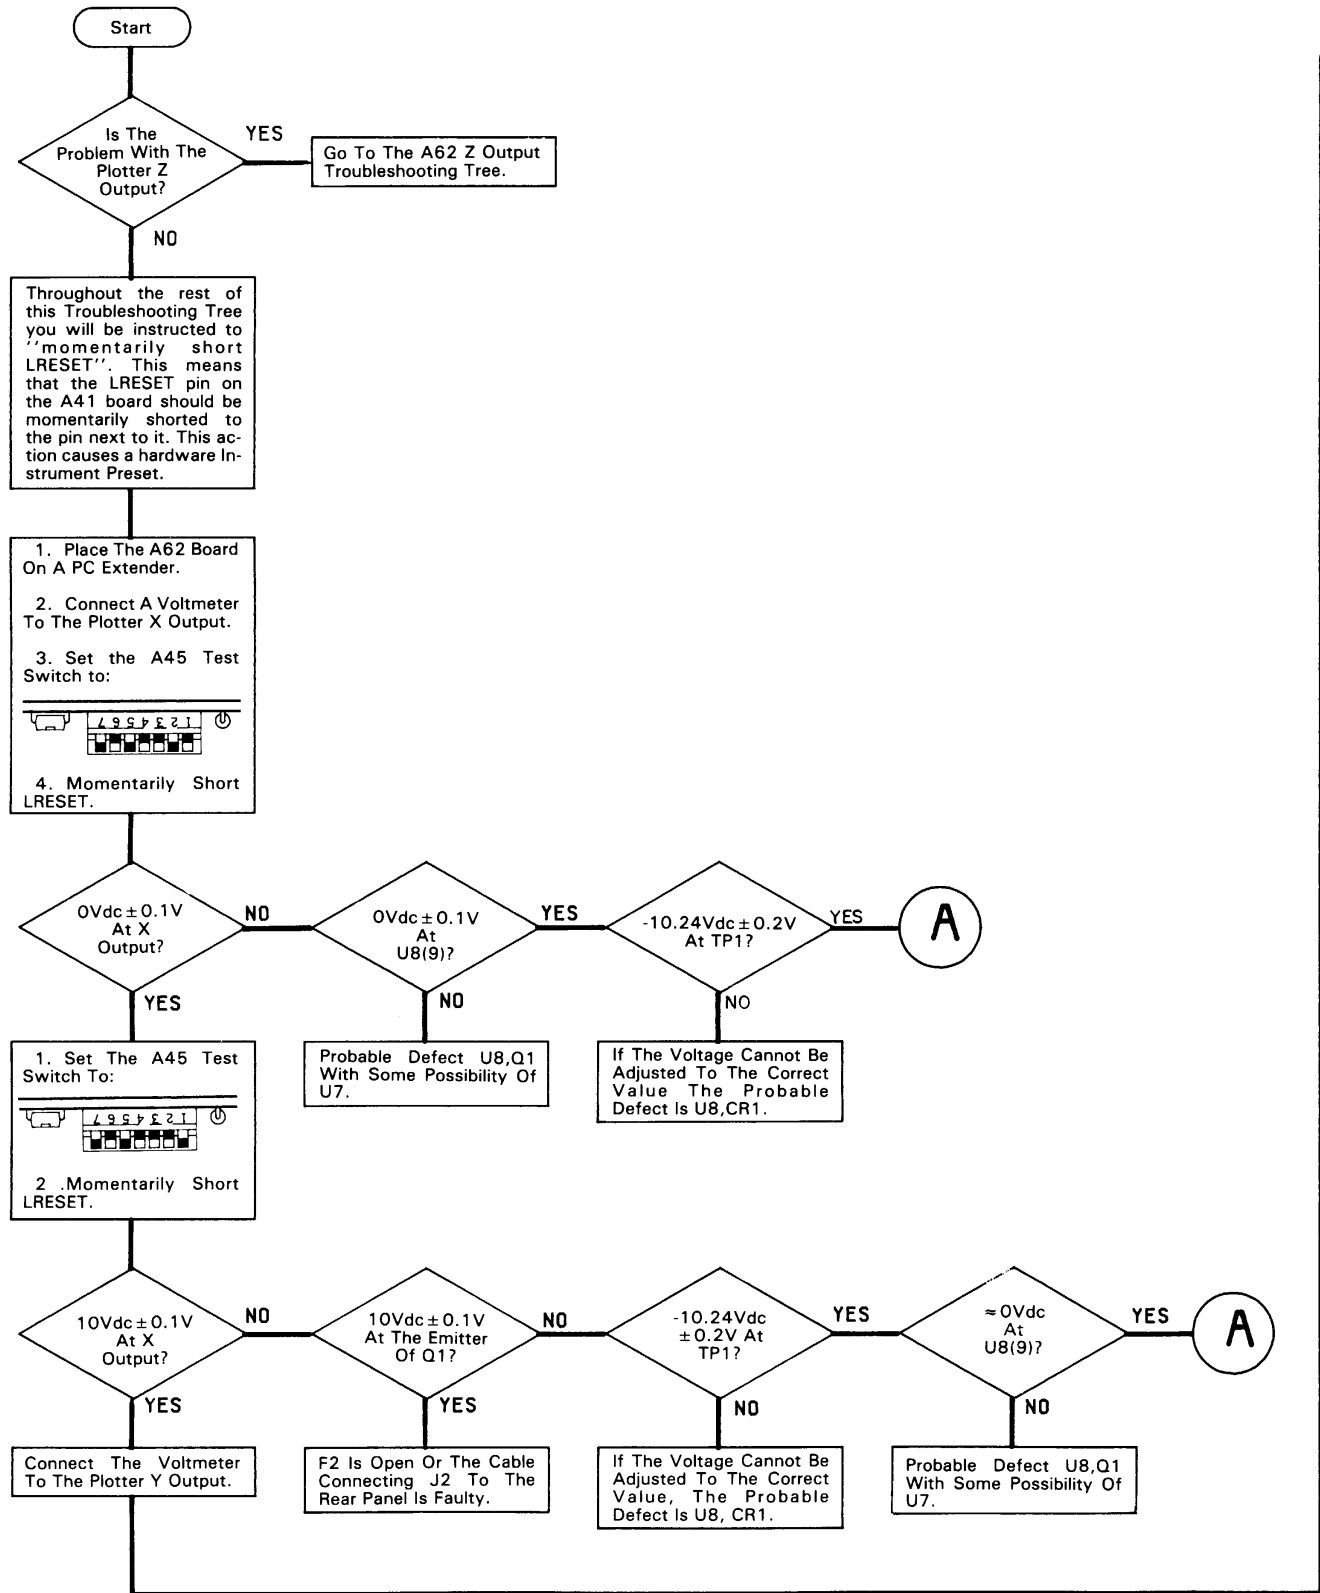 Start
Is The
Problem With The
Plotter Z
Output?
YES
Go To The A62 Z Output
Troubleshooting Tree.
NO
Throughout the rest of
this Troubleshooting Tree
you will be instructed to
''momentarily short
LRESET''. This means
that the LRESET pin on
the A41 board should be
momentarily shorted to
the pin next to it. This ac-
tion causes a hardware In-
strument Preset.
1. Place The A62 Board
On A PC Extender.
2. Connect A Voltmeter
To The Plotter X Output.
3. Set the A45 Test
Switch to:
1 2 3 4 5 6 7
4. Momentarily Short
LRESET.
0Vdc ± 0.1V
At X
Output?
NO
0Vdc ± 0.1V
At
U8(9)?
YES
-10.24Vdc ± 0.2V
At TP1?
YES
A
YES
NO
NO
1. Set The A45 Test
Switch To:
1 2 3 4 5 6 7
2 .Momentarily Short
LRESET.
Probable Defect U8,Q1
With Some Possibility Of
U7.
If The Voltage Cannot Be
Adjusted To The Correct
Value The Probable
Defect Is U8,CR1.
10Vdc ± 0.1V
At X
Output?
NO
10Vdc ± 0.1V
At The Emitter
Of Q1?
NO
-10.24Vdc
± 0.2V At
TP1?
YES
≈ 0Vdc
At
U8(9)?
YES
A
YES
YES
NO
NO
Connect The Voltmeter
To The Plotter Y Output.
F2 Is Open Or The Cable
Connecting J2 To The
Rear Panel Is Faulty.
If The Voltage Cannot Be
Adjusted To The Correct
Value, The Probable
Defect Is U8, CR1.
Probable Defect U8,Q1
With Some Possibility Of
U7.